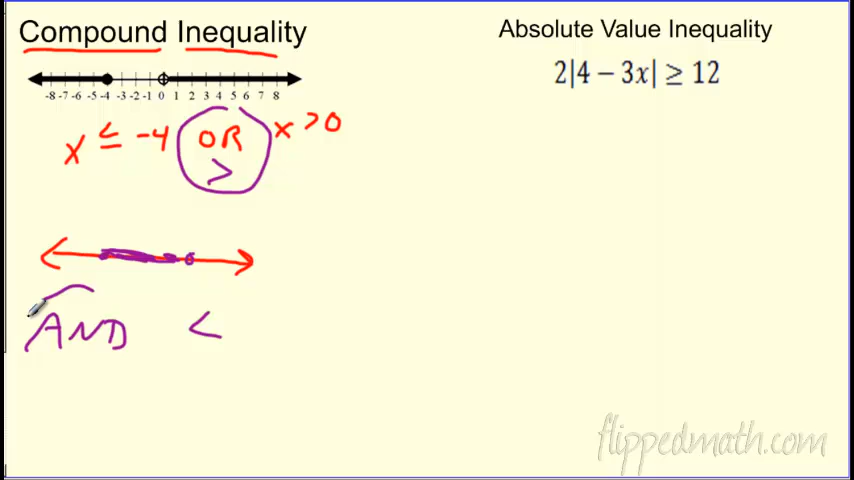 Compound Inequality
-8 -7 -6 -5 -4 -3 -2 -1 0 1 2 3 4 5 6 7 8
x ≤ -4 OR x > 0
>
AND <
Absolute Value Inequality
2|4 − 3x| ≥ 12
flippedmath.com